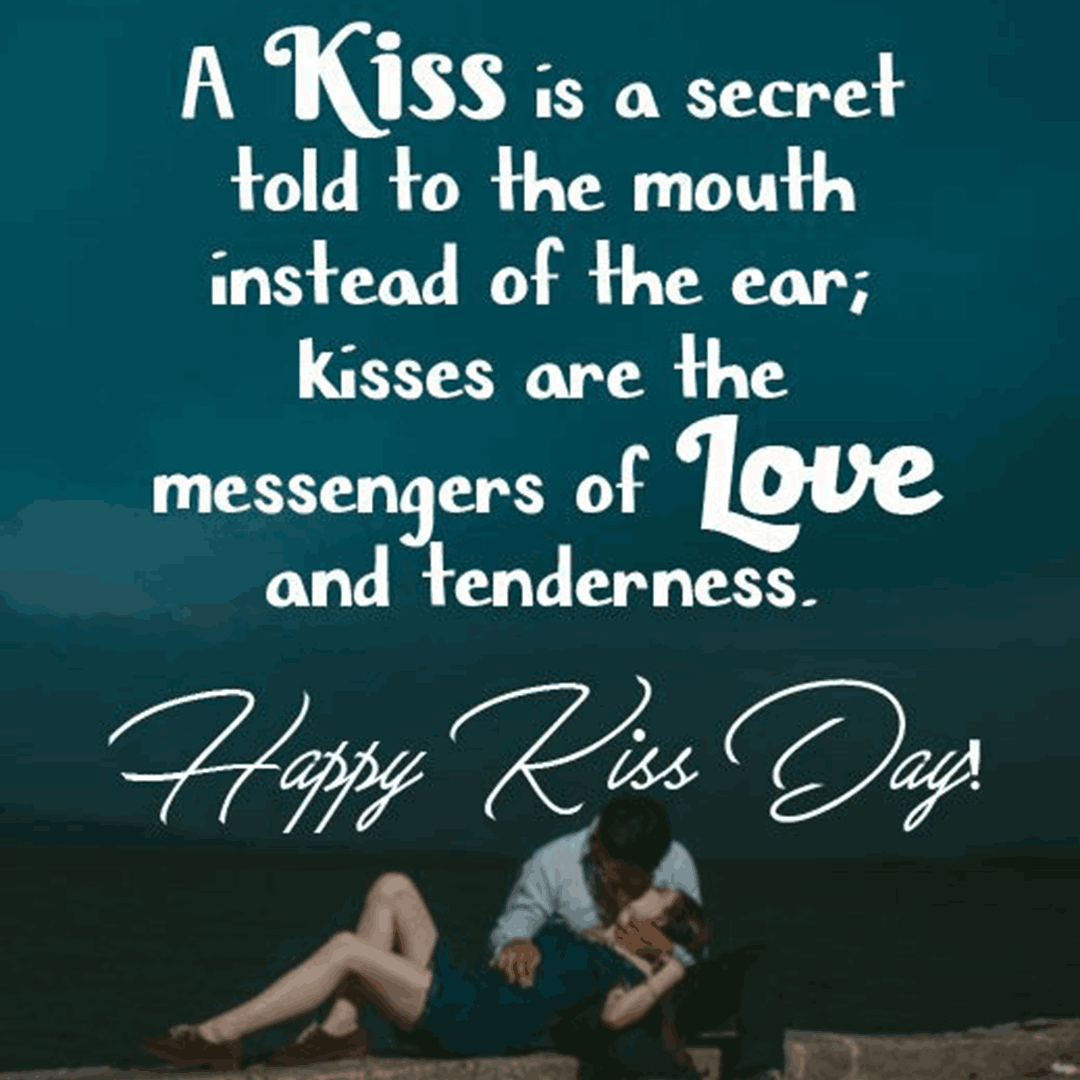 A Kiss is a secret
told to the mouth
instead of the ear;
kisses are the
messengers of Love
and tenderness.
Happy Kiss Day!